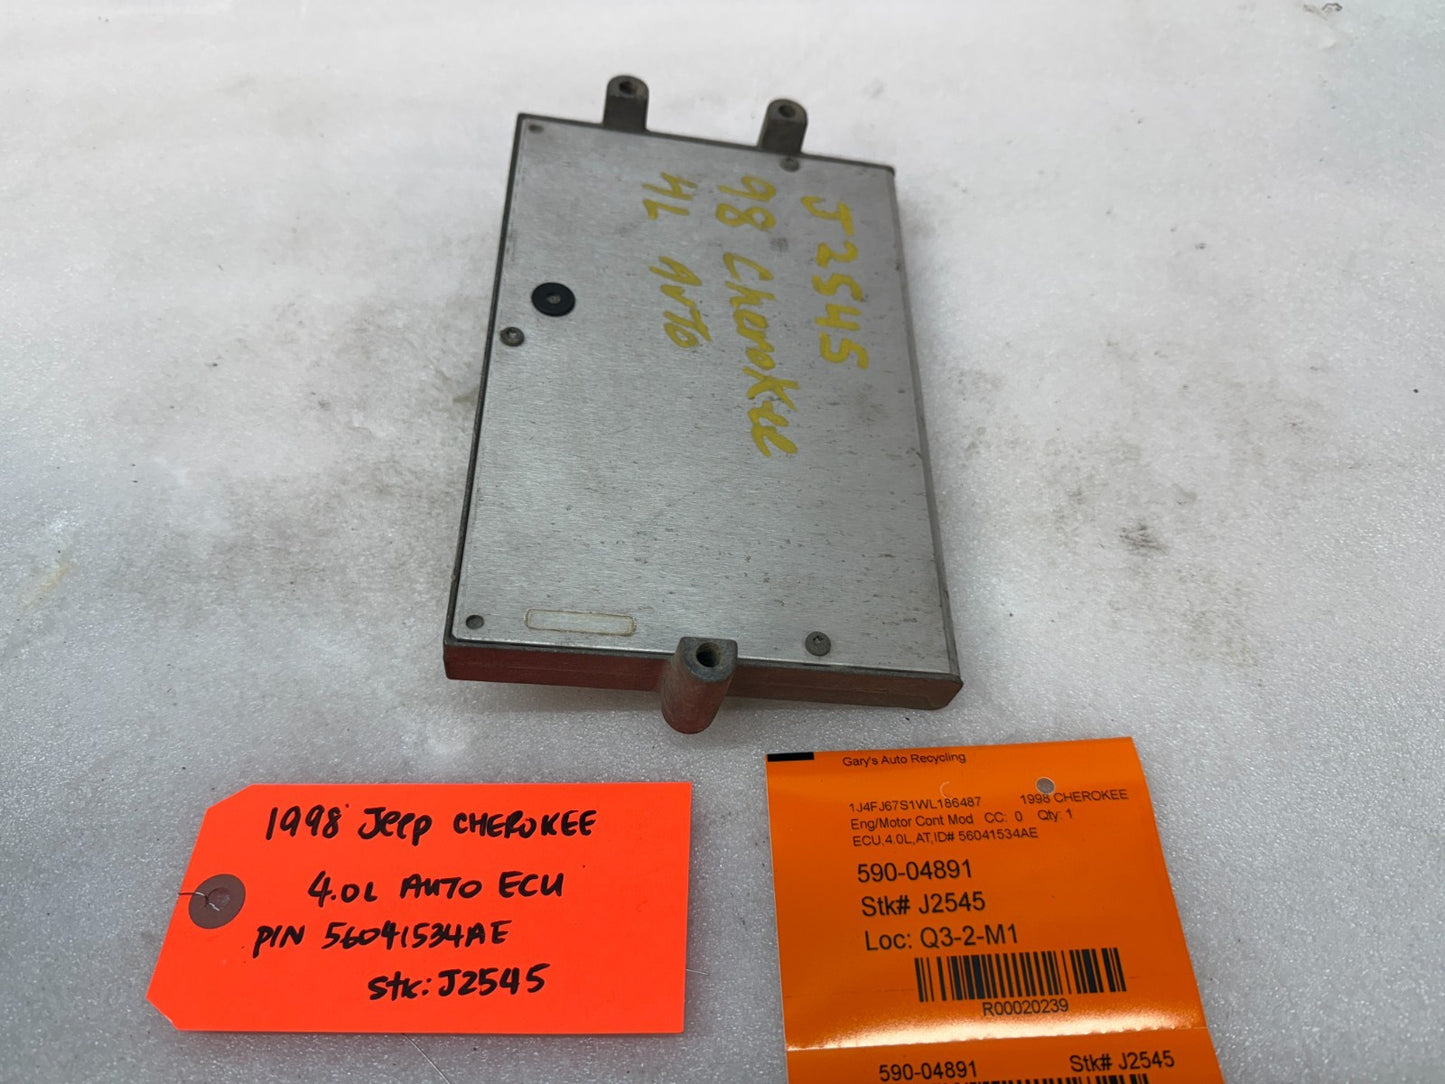 J2545
98 Cherokee
4L AUTO
1998 Jeep CHEROKEE
4.0L AUTO ECU
P/N 56041534AE
Stk: J2545
Gary's Auto Recycling
1J4FJ67S1WL186487 1998 CHEROKEE
Eng/Motor Cont Mod CC: 0 Qty: 1
ECU,4.0L,AT,ID# 56041534AE
590-04891
Stk# J2545
Loc: Q3-2-M1
R00020239
590-04891 Stk# J2545